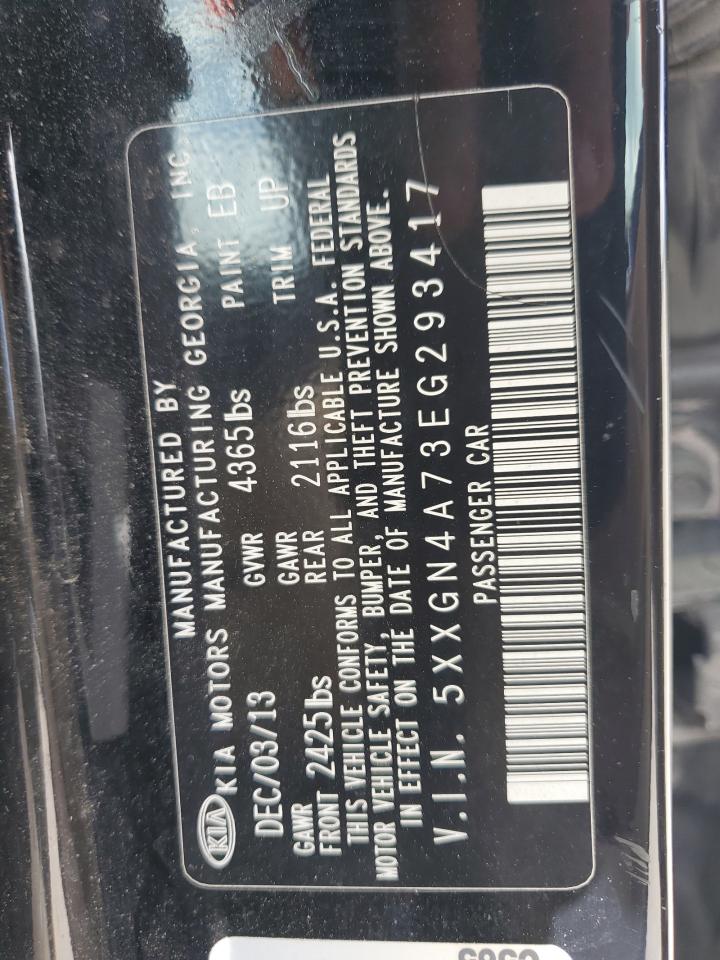 MANUFACTURED BY
KIA KIA MOTORS MANUFACTURING GEORGIA, INC.
DEC/03/13 GVWR 4365lbs PAINT EB
GAWR FRONT 2425lbs GAWR REAR 2116lbs TRIM UP
THIS VEHICLE CONFORMS TO ALL APPLICABLE U.S.A. FEDERAL
MOTOR VEHICLE SAFETY, BUMPER, AND THEFT PREVENTION STANDARDS
IN EFFECT ON THE DATE OF MANUFACTURE SHOWN ABOVE.
V.I.N. 5XXGN4A73EG293417
PASSENGER CAR